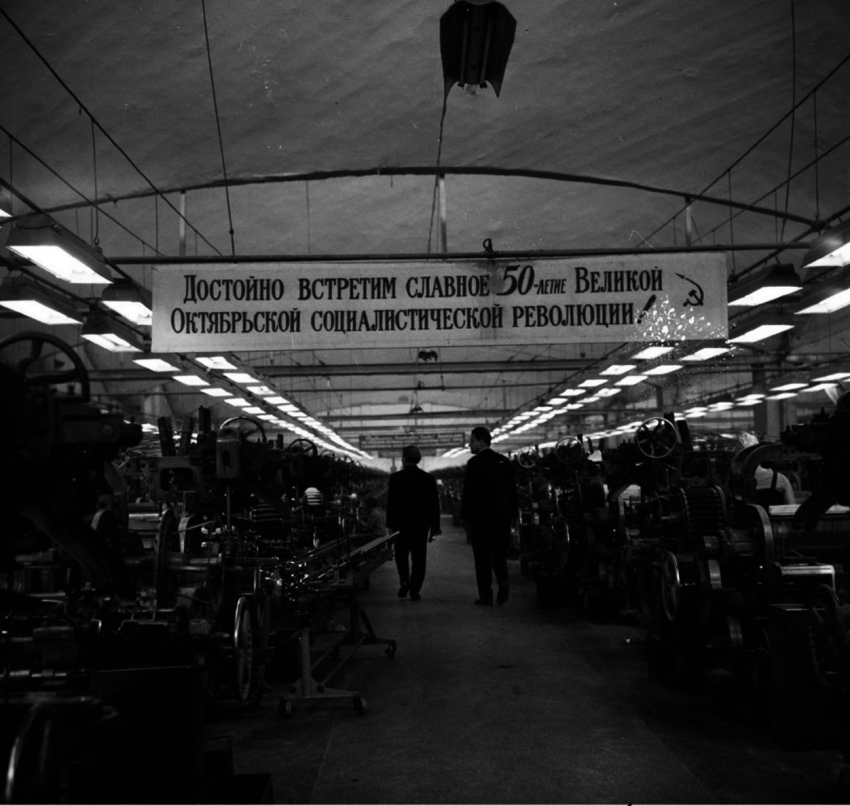 Достойно встретим славное 50-летие Великой
Октябрьской социалистической революции!